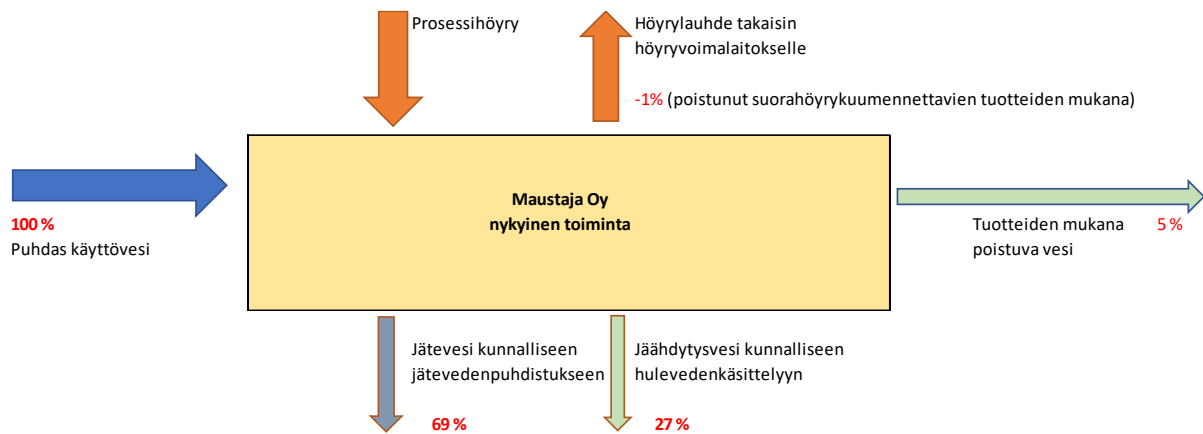 Prosessihöyry
Höyrylauhde takaisin
höyryvoimalaitokselle
-1% (poistunut suorahöyrykuumennettavien tuotteiden mukana)
Maustaja Oy
nykyinen toiminta
100 %
Puhdas käyttövesi
Tuotteiden mukana 5 %
poistuva vesi
Jätevesi kunnalliseen
jätevedenpuhdistukseen
69 %
Jäähdytysvesi kunnalliseen
hulevedenkäsittelyyn
27 %